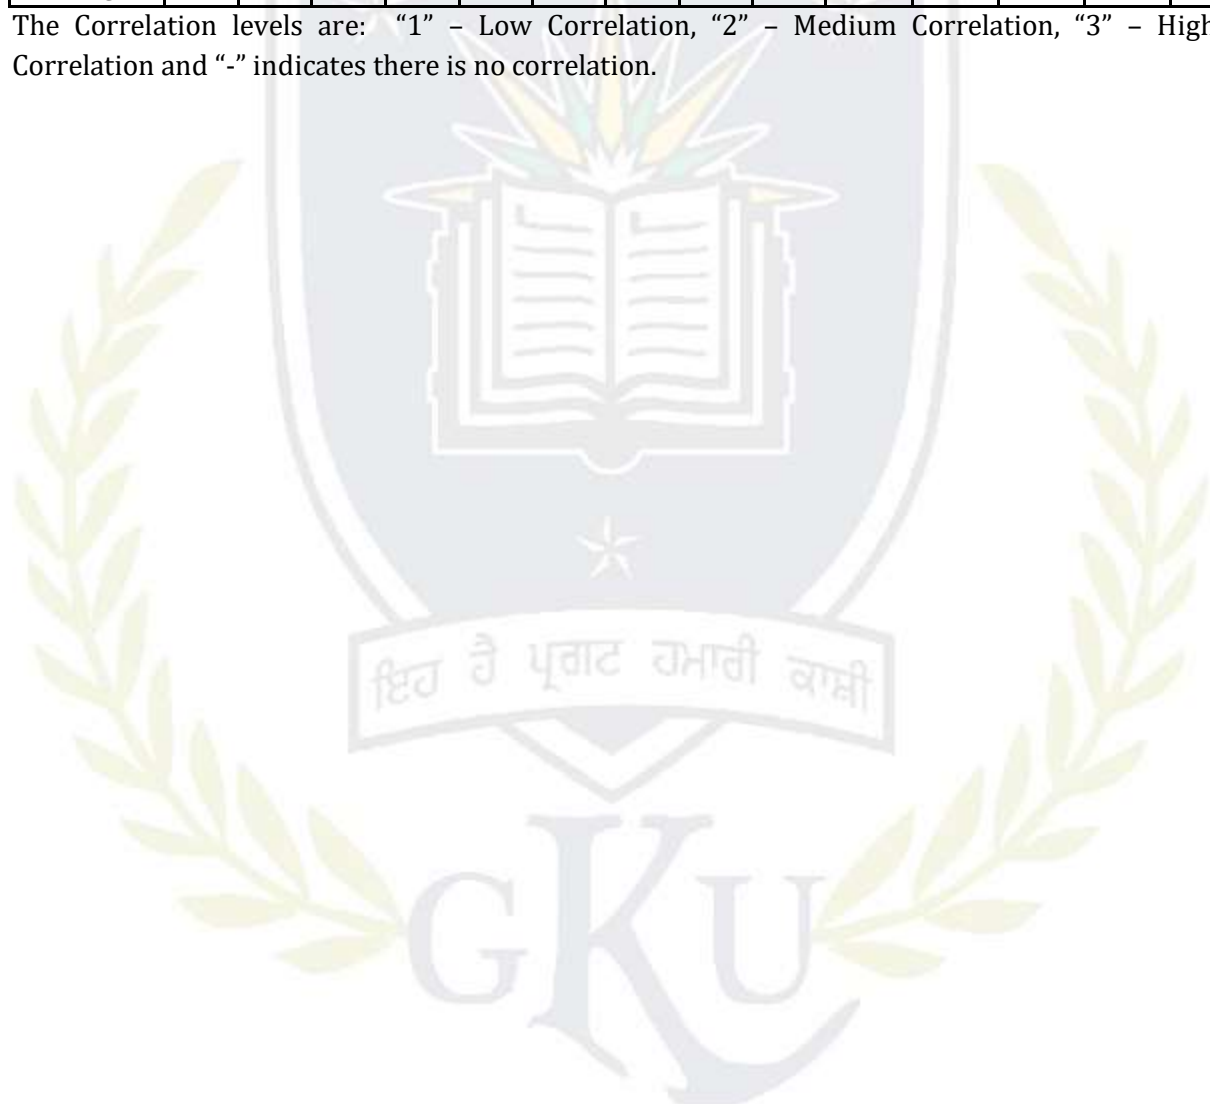 The Correlation levels are: “1” – Low Correlation, “2” – Medium Correlation, “3” – High
Correlation and “-” indicates there is no correlation.
ਇਹ ਹੈ ਪ੍ਰਗਟ ਹਮਾਰੀ ਕਾਸ਼ੀ
GKU